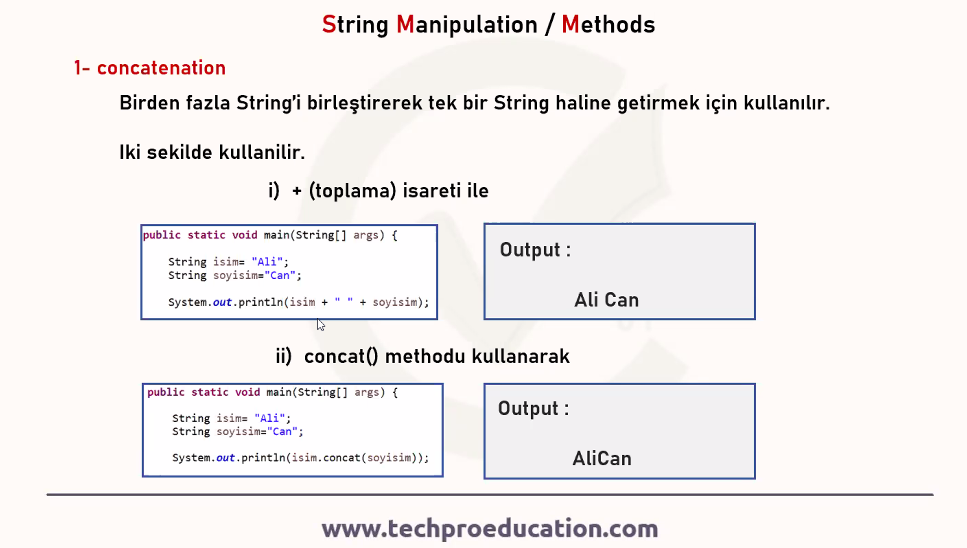 String Manipulation / Methods
1- concatenation
Birden fazla String’i birleştirerek tek bir String haline getirmek için kullanılır.
Iki sekilde kullanilir.
i) + (toplama) isareti ile
public static void main(String[] args) {
String isim= "Ali";
String soyisim="Can";
System.out.println(isim + " " + soyisim);
Output :
Ali Can
ii) concat() methodu kullanarak
public static void main(String[] args) {
String isim= "Ali";
String soyisim="Can";
System.out.println(isim.concat(soyisim));
Output :
AliCan
www.techproeducation.com